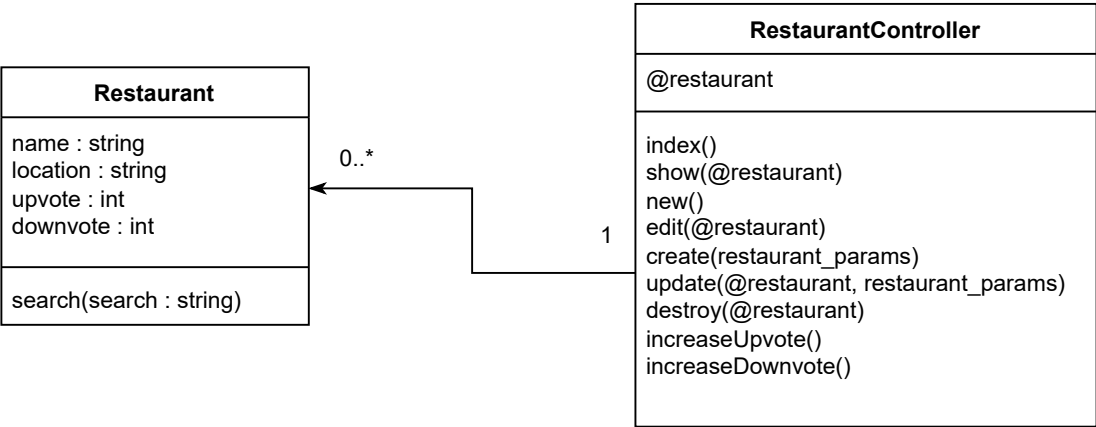 Restaurant
name : string
location : string
upvote : int
downvote : int
search(search : string)
0..*
1
RestaurantController
@restaurant
index()
show(@restaurant)
new()
edit(@restaurant)
create(restaurant_params)
update(@restaurant, restaurant_params)
destroy(@restaurant)
increaseUpvote()
increaseDownvote()